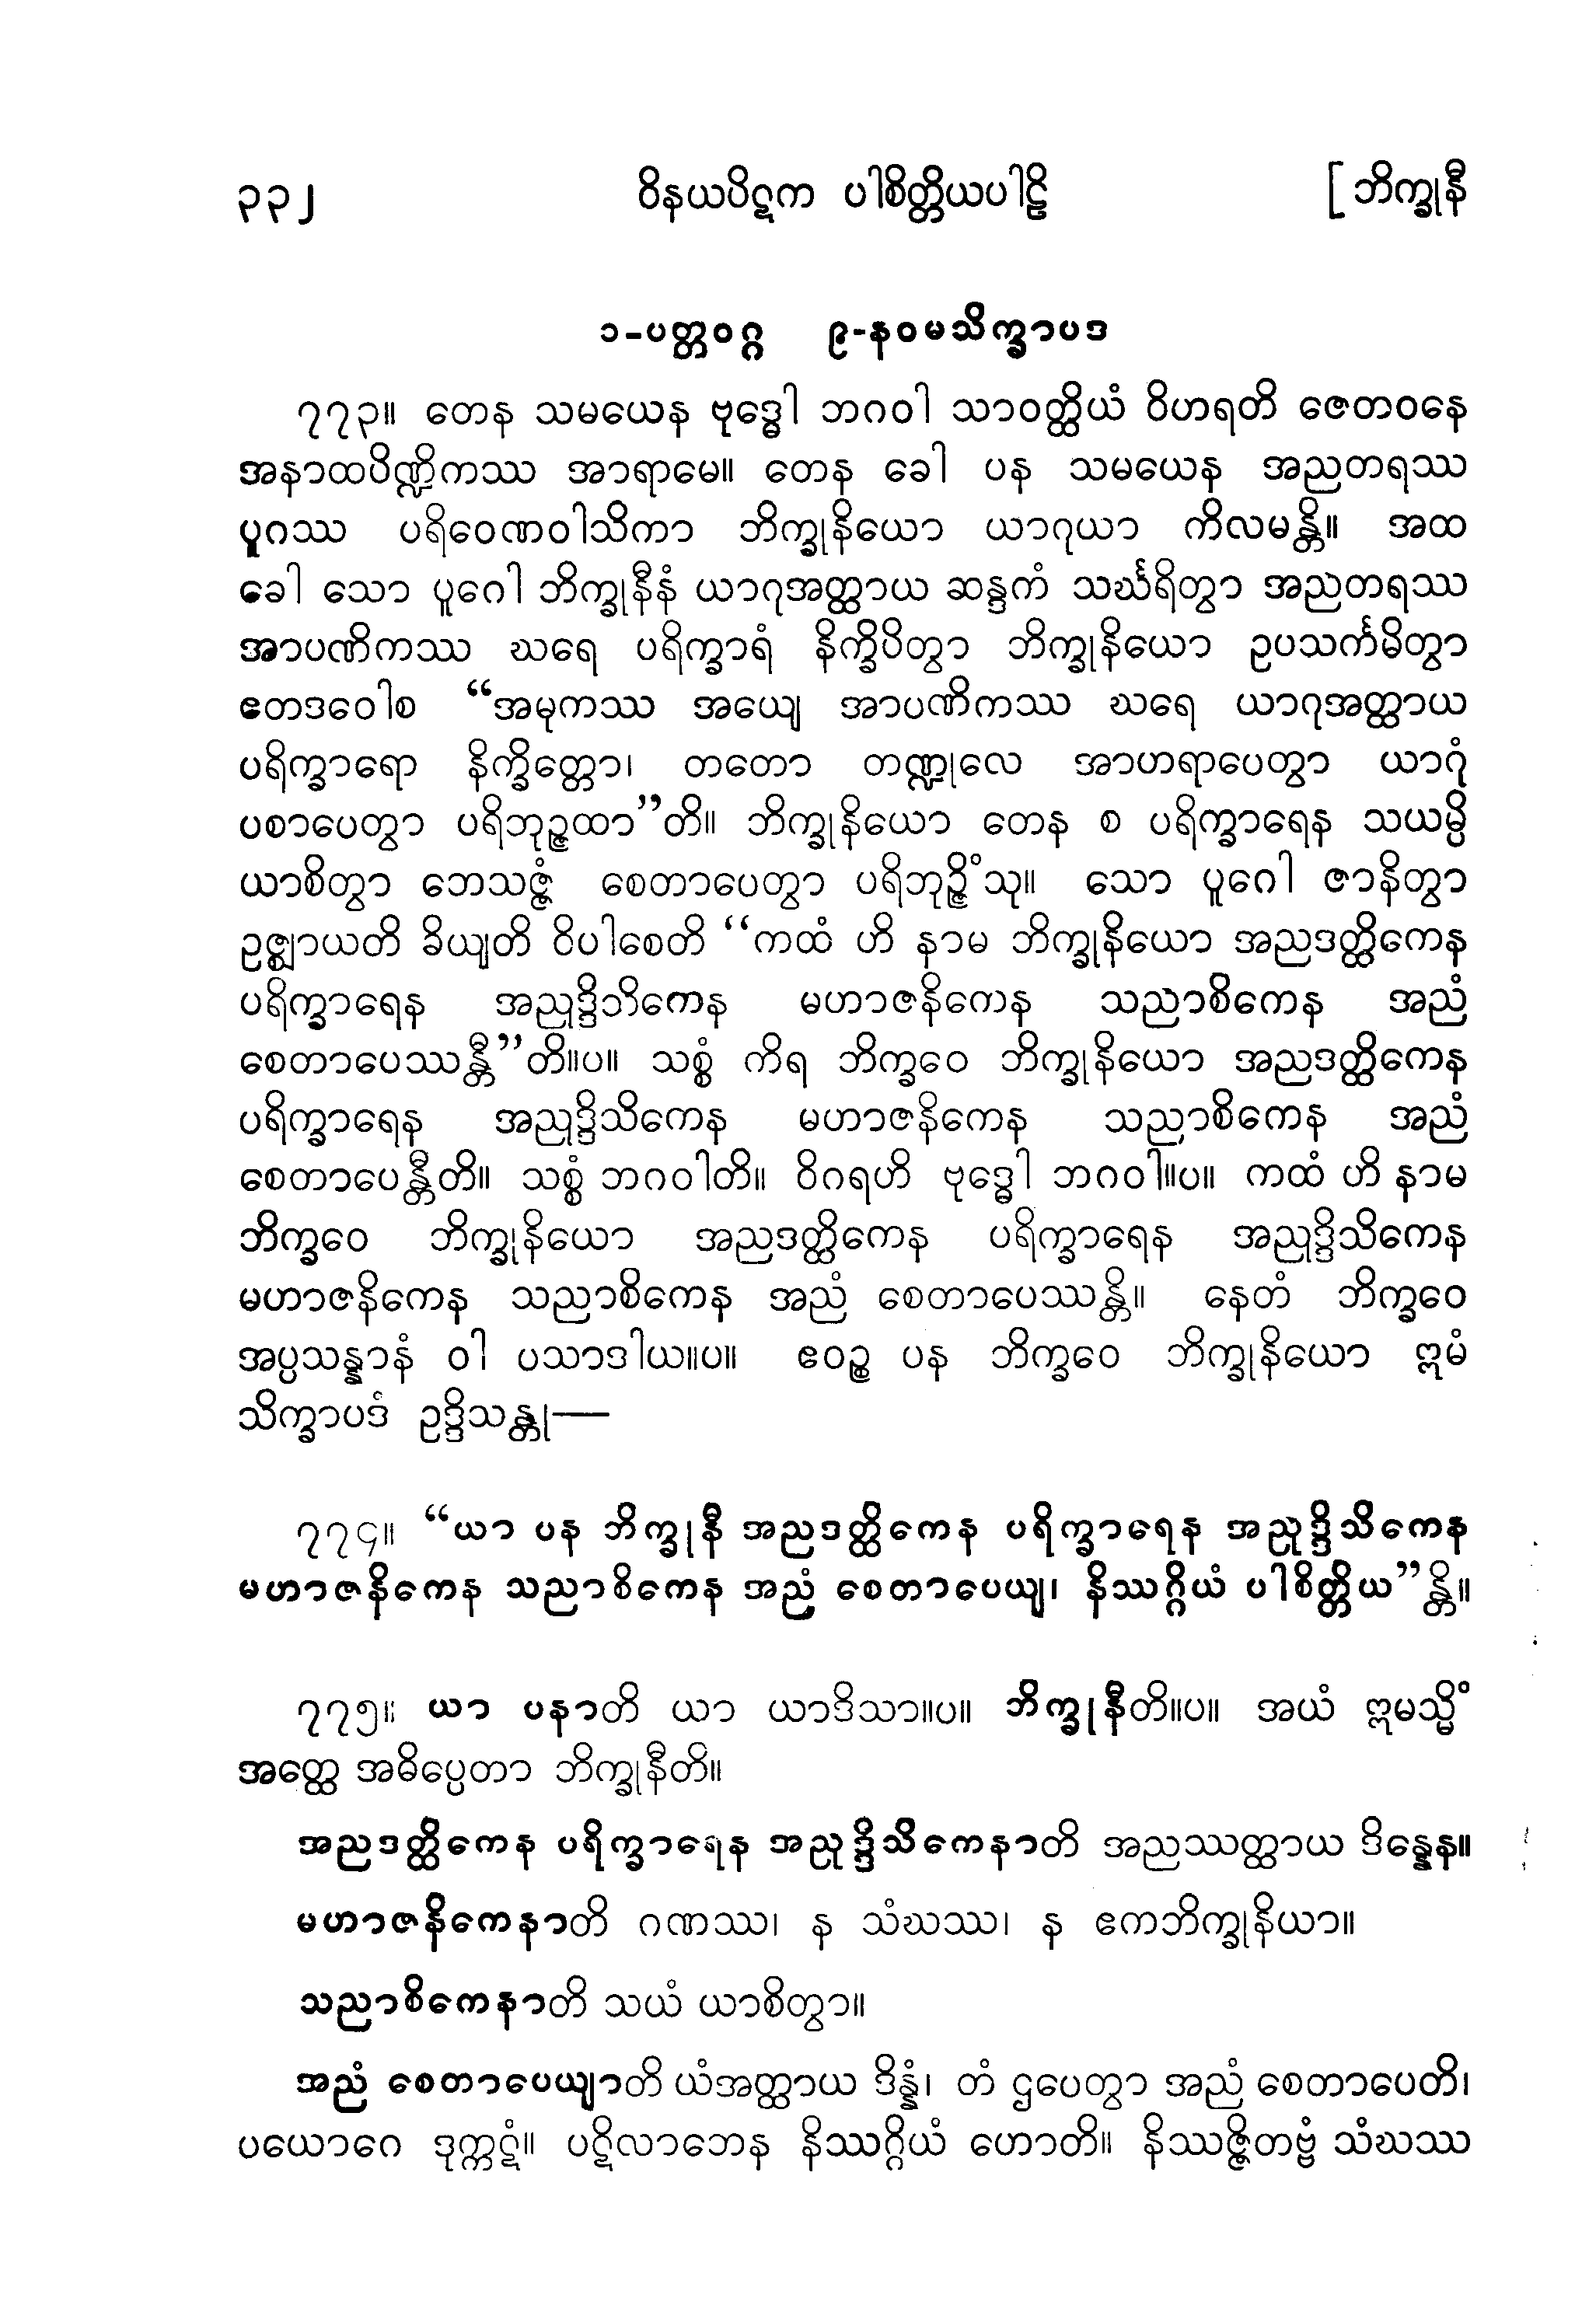 ၃၃၂ ဝိနယပိဋက ပါစိတ္တိယပါဠိ [ ဘိက္ခုနီ
၁-ပတ္တဝဂ္ဂ ၉-နဝမသိက္ခာပဒ
၇၇၃။ တေန သမယေန ဗုဒ္ဓေါ ဘဂဝါ သာဝတ္ထိယံ ဝိဟရတိ ဇေတဝနေ
အနာထပိဏ္ဍိကဿ အာရာမေ။ တေန ခေါ ပန သမယေန အညတရဿ
ပူဂဿ ပရိဝေဏဝါသိကာ ဘိက္ခုနိယော ယာဂုယာ ကိလမန္တိ။ အထ
ခေါ သော ပူဂေါ ဘိက္ခုနီနံ ယာဂုအတ္ထာယ ဆန္ဒကံ သင်္ဃရိတွာ အညတရဿ
အာပဏိကဿ ဃရေ ပရိက္ခာရံ နိက္ခိပိတွာ ဘိက္ခုနိယော ဥပသင်္ကမိတွာ
ဧတဒဝေါစ “အမုကဿ အယျေ အာပဏိကဿ ဃရေ ယာဂုအတ္ထာယ
ပရိက္ခာရော နိက္ခိတ္တော၊ တတော တဏ္ဍုလေ အာဟရာပေတွာ ယာဂုံ
ပစာပေတွာ ပရိဘုဉ္ဇထာ”တိ။ ဘိက္ခုနိယော တေန စ ပရိက္ခာရေန သယမ္ပိ
ယာစိတွာ ဘေသဇ္ဇံ စေတာပေတွာ ပရိဘုဉ္ဇိံသု။ သော ပူဂေါ ဇာနိတွာ
ဥဇ္ဈာယတိ ခိယျတိ ဝိပါစေတိ “ကထံ ဟိ နာမ ဘိက္ခုနိယော အညဒတ္ထိကေန
ပရိက္ခာရေန အညုဒ္ဒိသိကေန မဟာဇနိကေန သညာစိကေန အညံ
စေတာပေဿန္တီ”တိ။ပ။ သစ္စံ ကိရ ဘိက္ခဝေ ဘိက္ခုနိယော အညဒတ္ထိကေန
ပရိက္ခာရေန အညုဒ္ဒိသိကေန မဟာဇနိကေန သညာစိကေန အညံ
စေတာပေန္တီတိ။ သစ္စံ ဘဂဝါတိ။ ဝိဂရဟိ ဗုဒ္ဓေါ ဘဂဝါ။ပ။ ကထံ ဟိ နာမ
ဘိက္ခဝေ ဘိက္ခုနိယော အညဒတ္ထိကေန ပရိက္ခာရေန အညုဒ္ဒိသိကေန
မဟာဇနိကေန သညာစိကေန အညံ စေတာပေဿန္တိ။ နေတံ ဘိက္ခဝေ
အပ္ပသန္နာနံ ဝါ ပသာဒါယ။ပ။ ဧဝဉ္စ ပန ဘိက္ခဝေ ဘိက္ခုနိယော ဣမံ
သိက္ခာပဒံ ဥဒ္ဒိသန္တု—
၇၇၄။ “ယာ ပန ဘိက္ခုနီ အညဒတ္ထိကေန ပရိက္ခာရေန အညုဒ္ဒိသိကေန
မဟာဇနိကေန သညာစိကေန အညံ စေတာပေယျ၊ နိဿဂ္ဂိယံ ပါစိတ္တိယ”န္တိ။
၇၇၅။ ယာ ပနာတိ ယာ ယာဒိသာ။ပ။ ဘိက္ခုနီတိ။ပ။ အယံ ဣမသ္မိံ
အတ္ထေ အဓိပ္ပေတာ ဘိက္ခုနီတိ။
အညဒတ္ထိကေန ပရိက္ခာရေန အညုဒ္ဒိသိကေနာတိ အညဿတ္ထာယ ဒိန္နေန။
မဟာဇနိကေနာတိ ဂဏဿ၊ န သံဃဿ၊ န ဧကဘိက္ခုနိယာ။
သညာစိကေနာတိ သယံ ယာစိတွာ။
အညံ စေတာပေယျာတိ ယံအတ္ထာယ ဒိန္နံ၊ တံ ဌပေတွာ အညံ စေတာပေတိ၊
ပယောဂေ ဒုက္ကဋံ။ ပဋိလာဘေန နိဿဂ္ဂိယံ ဟောတိ။ နိဿဇ္ဇိတဗ္ဗံ သံဃဿ